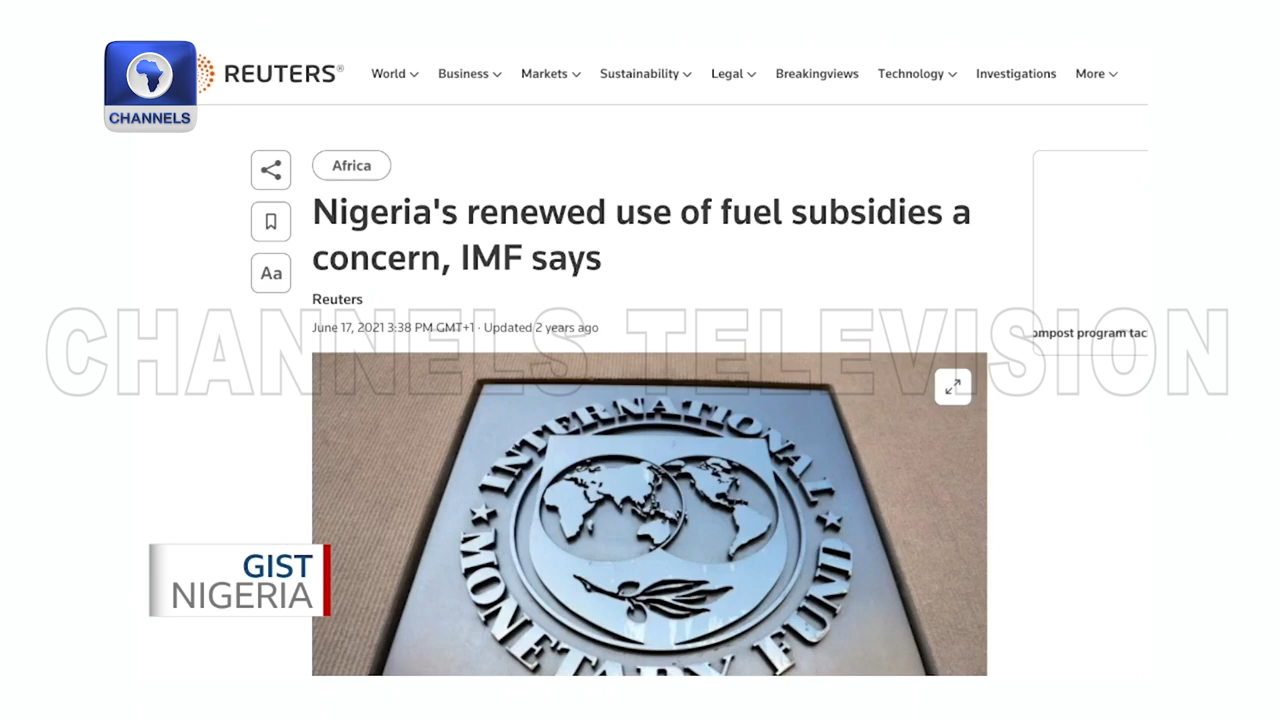 CHANNELS
REUTERS®
World Business Markets Sustainability Legal Breakingviews Technology Investigations More
Africa
Nigeria's renewed use of fuel subsidies a
concern, IMF says
Aa
Reuters
June 17, 2021 3:38 PM GMT+1 · Updated 2 years ago
ompost program tac
CHANNELS TELEVISION
INTERNATIONAL
MONETARY FUND
GIST
NIGERIA